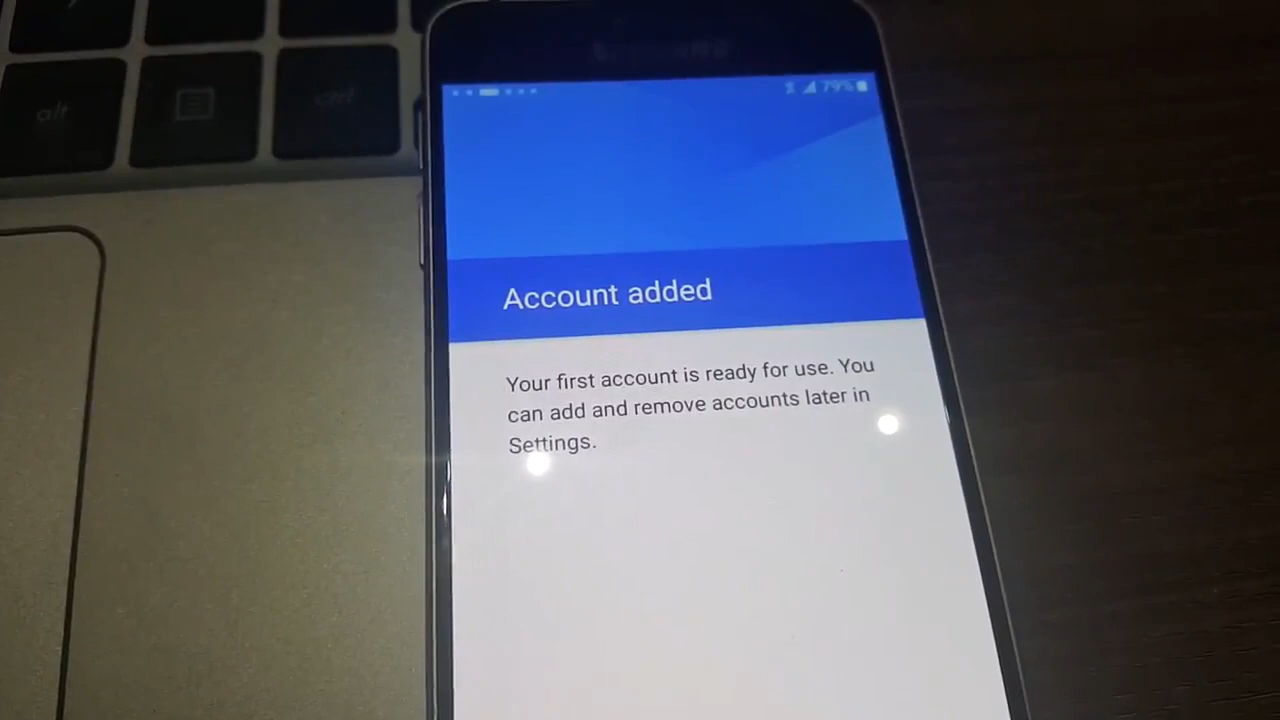 alt
ctrl
79%
Account added
Your first account is ready for use. You
can add and remove accounts later in
Settings.